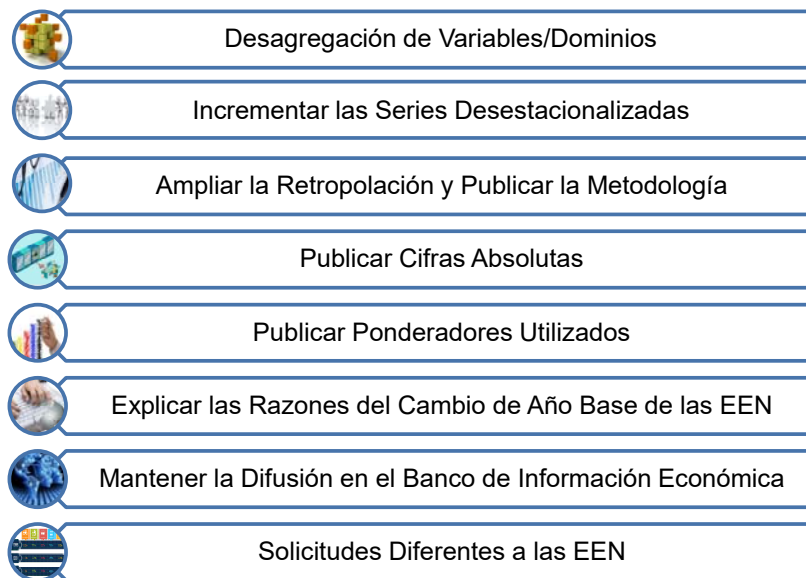 Desagregación de Variables/Dominios
Incrementar las Series Desestacionalizadas
Ampliar la Retropolación y Publicar la Metodología
Publicar Cifras Absolutas
Publicar Ponderadores Utilizados
Explicar las Razones del Cambio de Año Base de las EEN
Mantener la Difusión en el Banco de Información Económica
Solicitudes Diferentes a las EEN